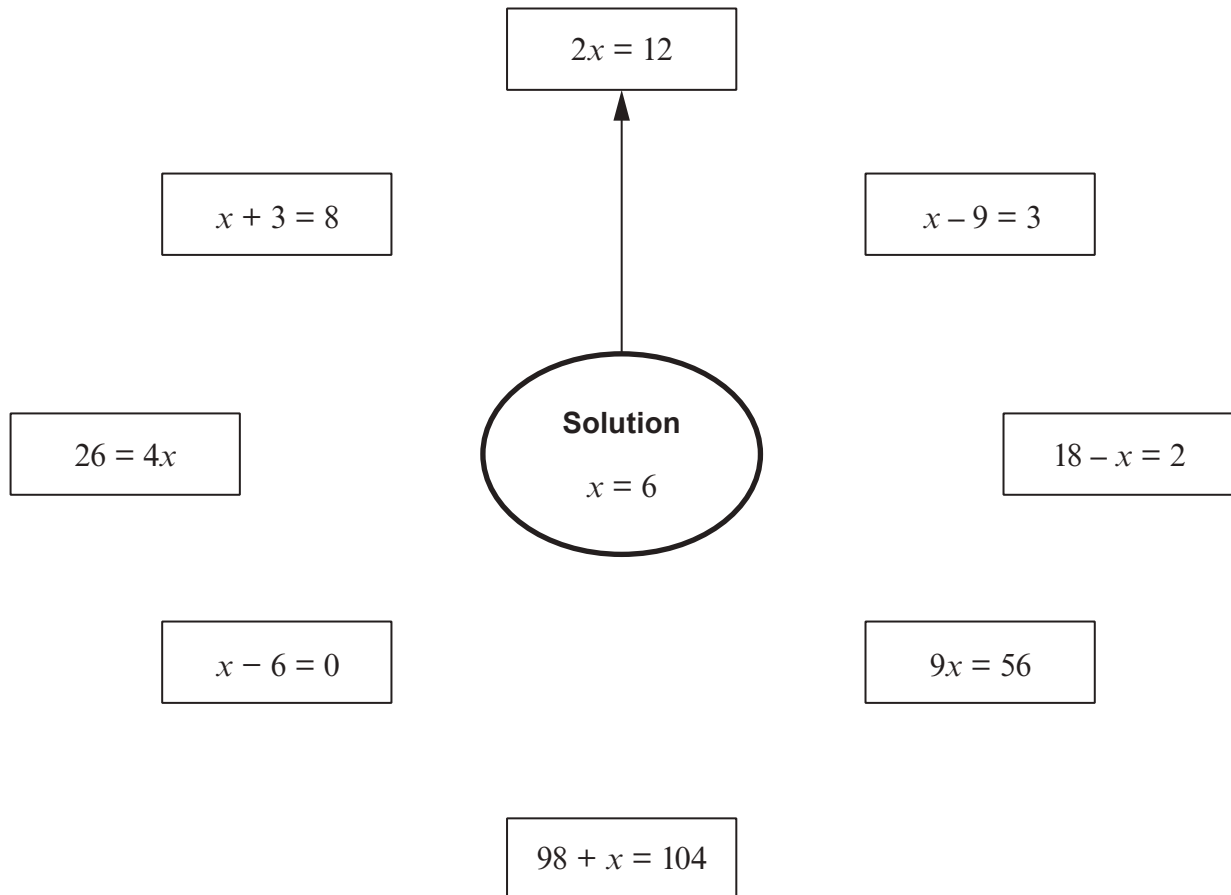 2x = 12
x + 3 = 8
x – 9 = 3
Solution
x = 6
26 = 4x
18 – x = 2
x − 6 = 0
9x = 56
98 + x = 104